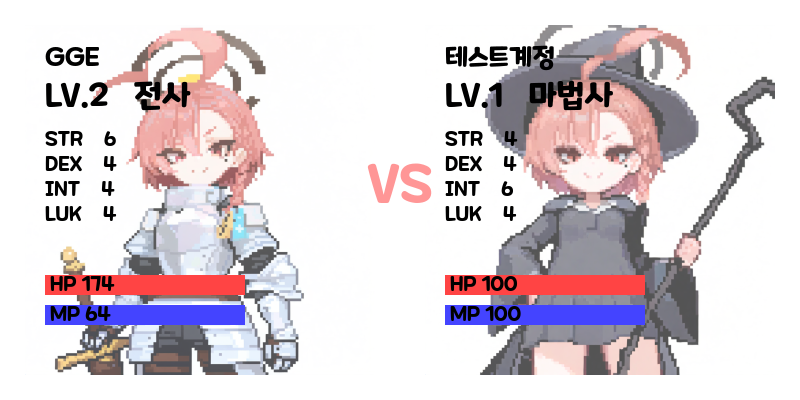 GGE
LV.2 전사
STR 6
DEX 4
INT 4
LUK 4
HP 174
MP 64
VS
테스트계정
LV.1 마법사
STR 4
DEX 4
INT 6
LUK 4
HP 100
MP 100